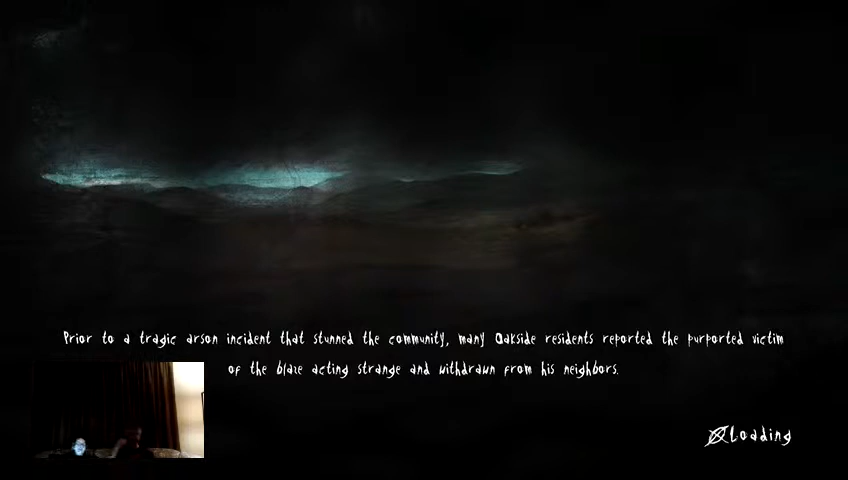 Prior to a tragic arson incident that stunned the community, many Oakside residents reported the purported victim
of the blaze acting strange and withdrawn from his neighbors.
Loading